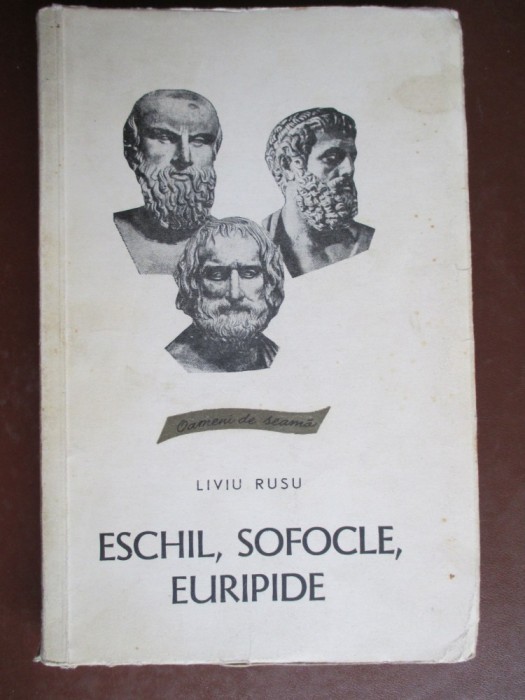 Oameni de seamă
LIVIU RUSU
ESCHIL, SOFOCLE,
EURIPIDE